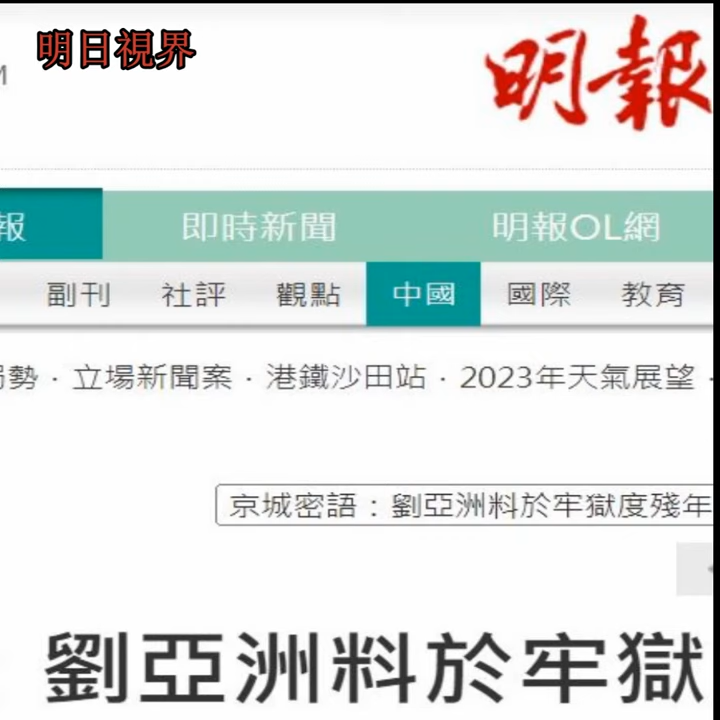 明日視界
明報
報 即時新聞 明報OL網
副刊 社評 觀點 中國 國際 教育
勢 · 立場新聞案 · 港鐵沙田站 · 2023年天氣展望 ·
京城密語：劉亞洲料於牢獄度殘年
劉亞洲料於牢獄